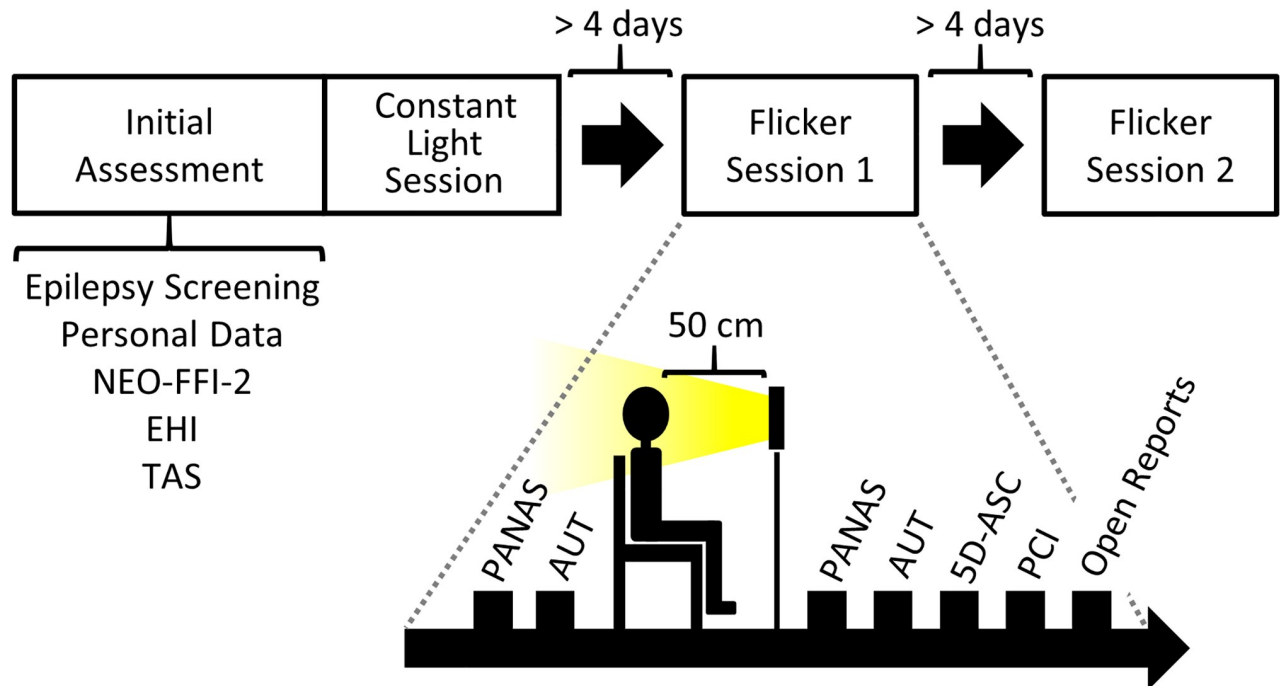 > 4 days
> 4 days
Initial
Assessment
Constant
Light
Session
Flicker
Session 1
Flicker
Session 2
Epilepsy Screening
Personal Data
NEO-FFI-2
EHI
TAS
50 cm
PANAS
AUT
PANAS
AUT
5D-ASC
PCI
Open Reports